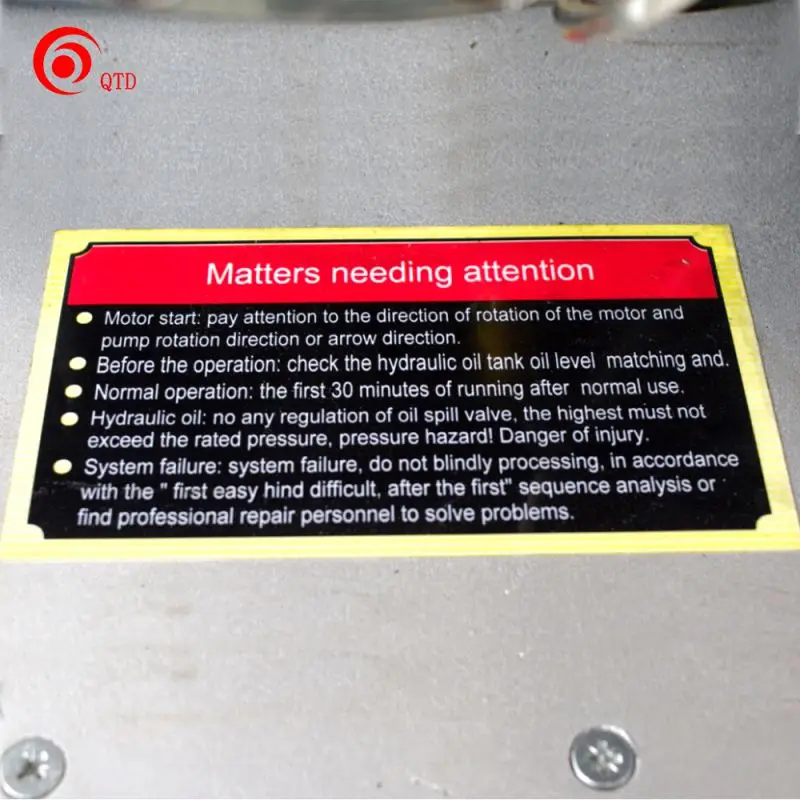 QTD
Matters needing attention
Motor start: pay attention to the direction of rotation of the motor and
pump rotation direction or arrow direction.
Before the operation: check the hydraulic oil tank oil level matching and.
Normal operation: the first 30 minutes of running after normal use.
Hydraulic oil: no any regulation of oil spill valve, the highest must not
exceed the rated pressure, pressure hazard! Danger of injury.
System failure: system failure, do not blindly processing, in accordance
with the " first easy hind difficult, after the first" sequence analysis or
find professional repair personnel to solve problems.